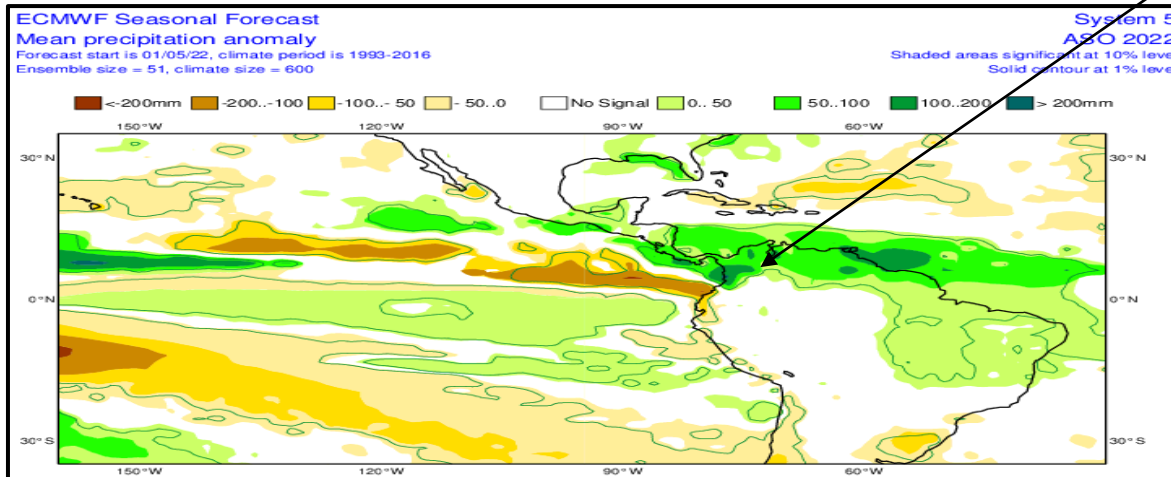 ECMWF Seasonal Forecast System 5
Mean precipitation anomaly ASO 2022
Forecast start is 01/05/22, climate period is 1993-2016 Shaded areas significant at 10% leve
Ensemble size = 51, climate size = 600 Solid contour at 1% leve
<-200mm -200..-100 -100..- 50 - 50..0 No Signal 0.. 50 50..100 100..200 > 200mm
150°W 120°W 90°W 60°W
30°N 30°N
0°N 0°N
30°S 30°S
150°W 120°W 90°W 60°W